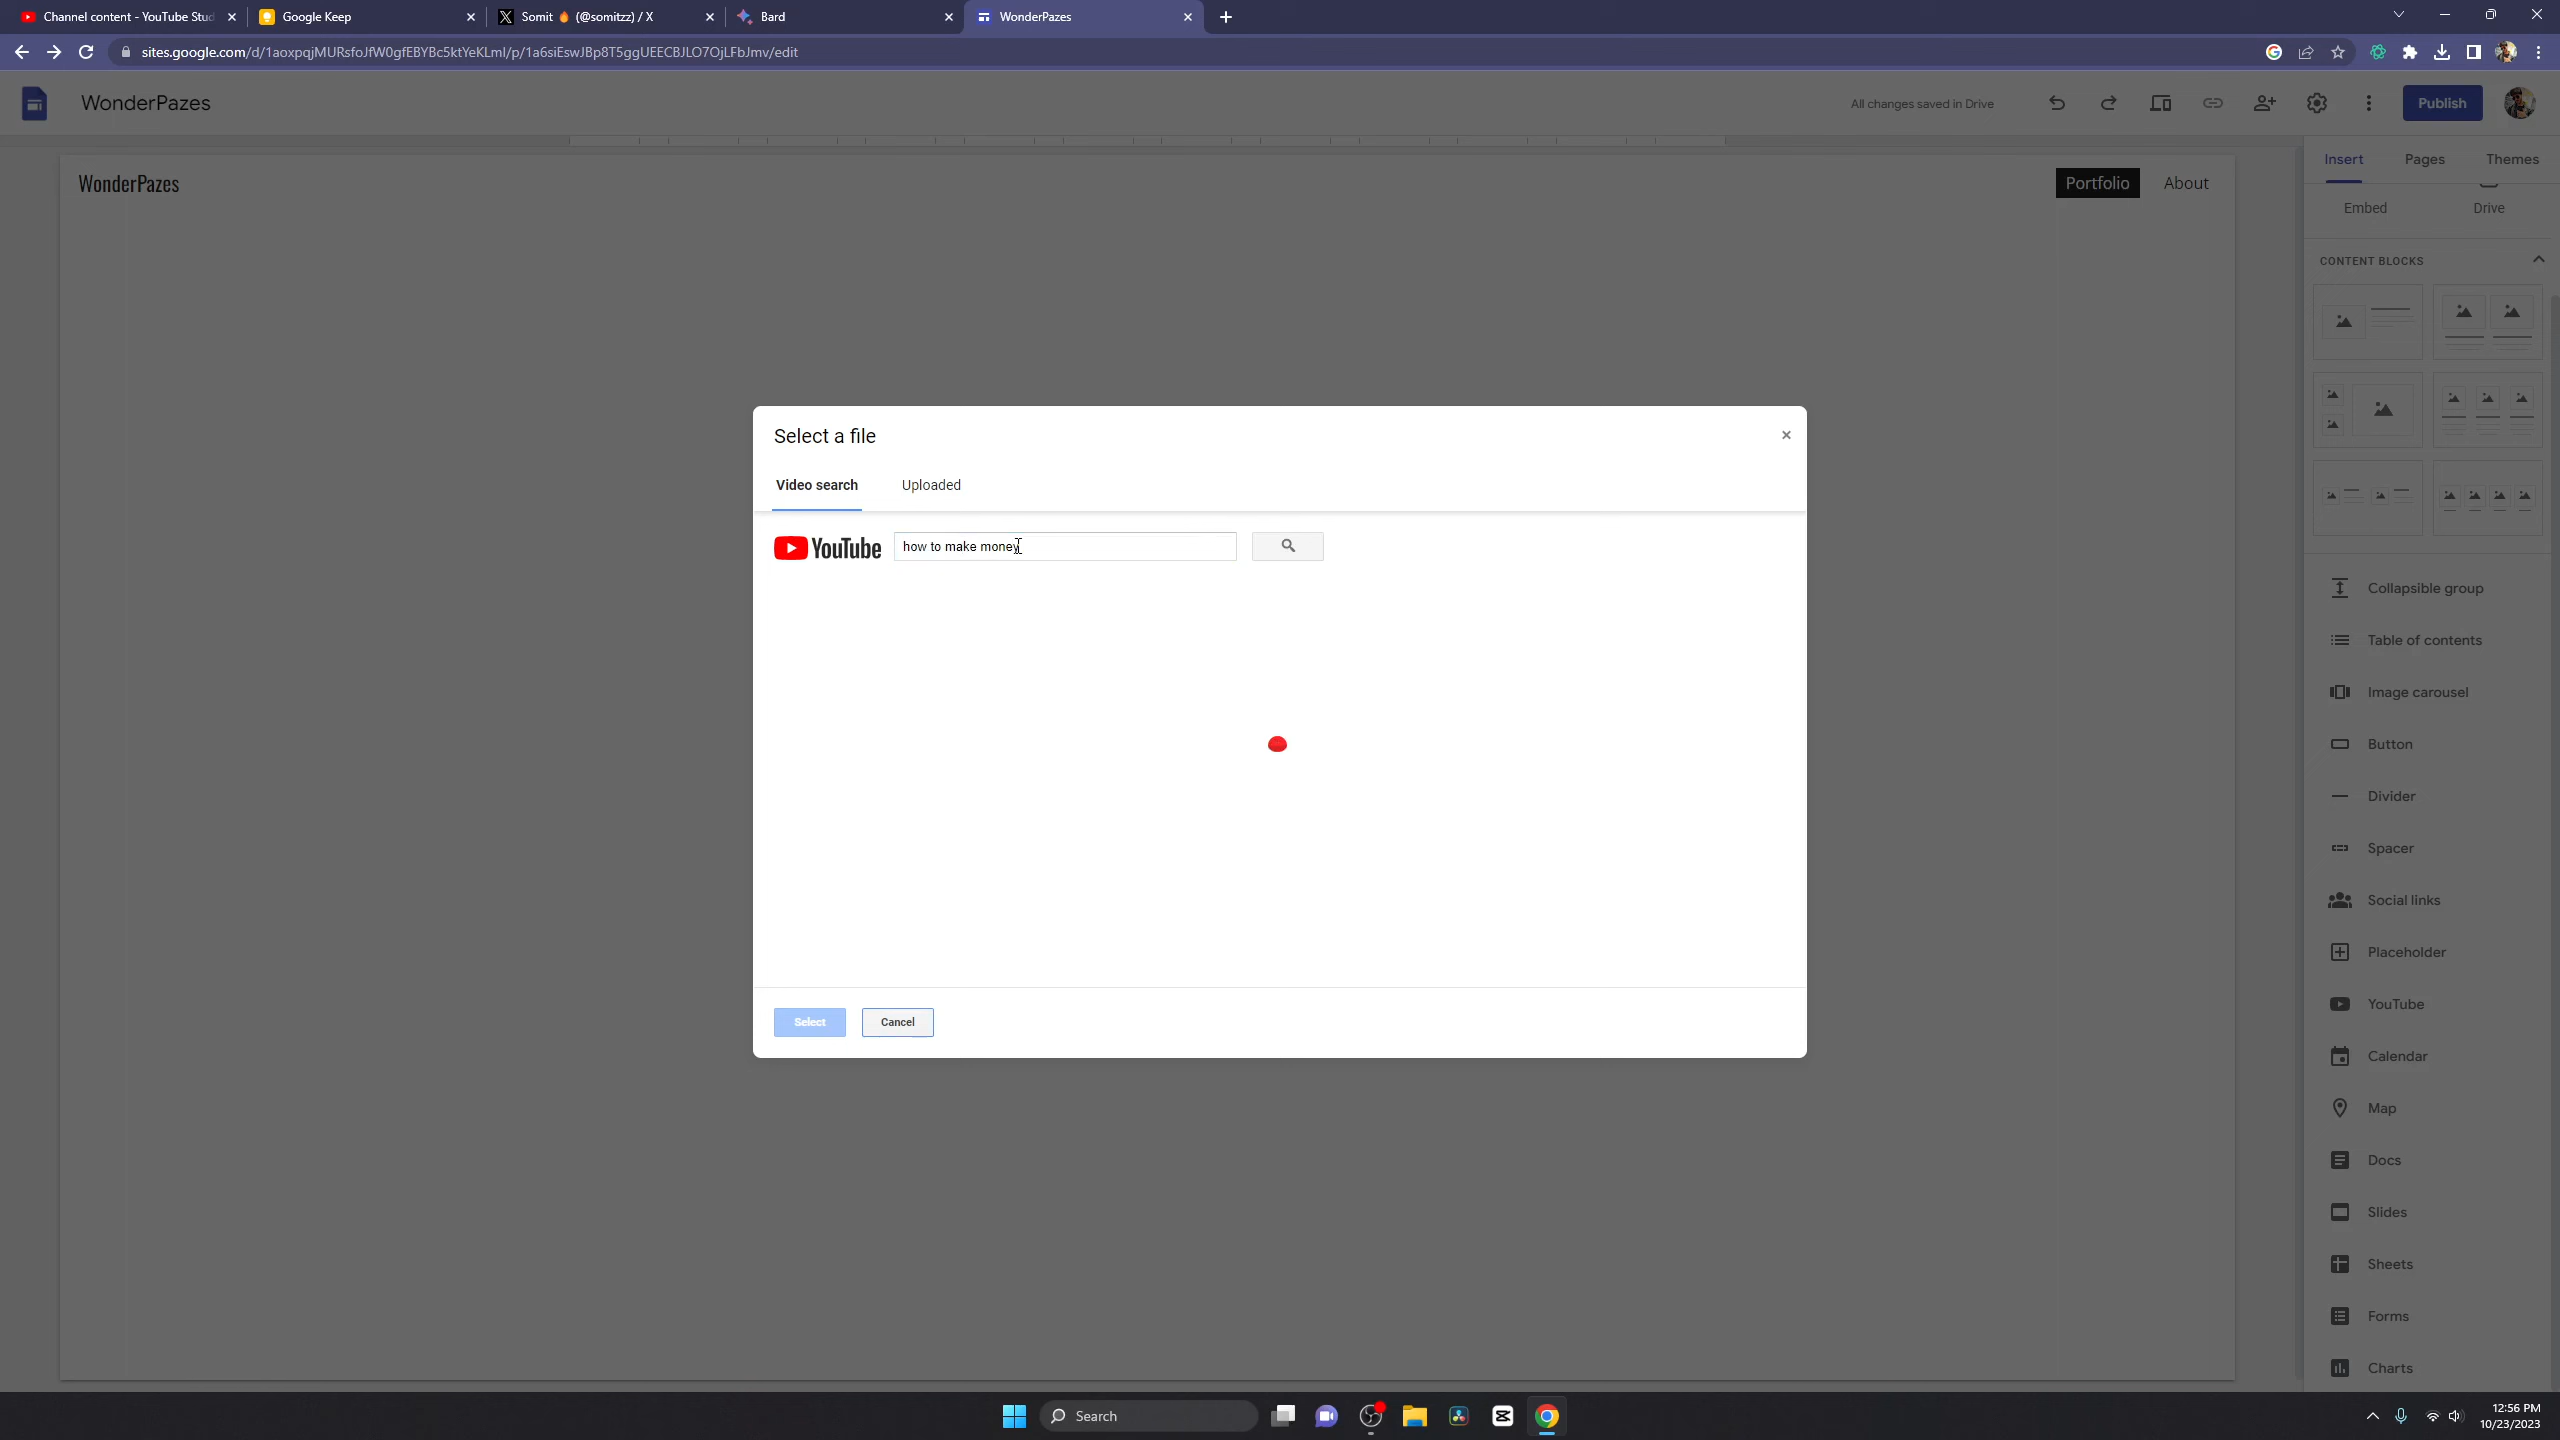 Channel content - YouTube Stud
Google Keep
Somit 🔥 (@somitzz) / X
Bard
WonderPazes
sites.google.com/d/1aoxpqjMURsfoJfW0gfEBYBc5ktYeKLmI/p/1a6siEswJBp8T5ggUEECBJLO7OjLFbJmv/edit
WonderPazes
All changes saved in Drive
Publish
WonderPazes
Portfolio
About
Insert
Pages
Themes
Embed
Drive
CONTENT BLOCKS
Select a file
Video search
Uploaded
YouTube
how to make money
Select
Cancel
Collapsible group
Table of contents
Image carousel
Button
Divider
Spacer
Social links
Placeholder
YouTube
Calendar
Map
Docs
Slides
Sheets
Forms
Charts
Search
12:56 PM
10/23/2023